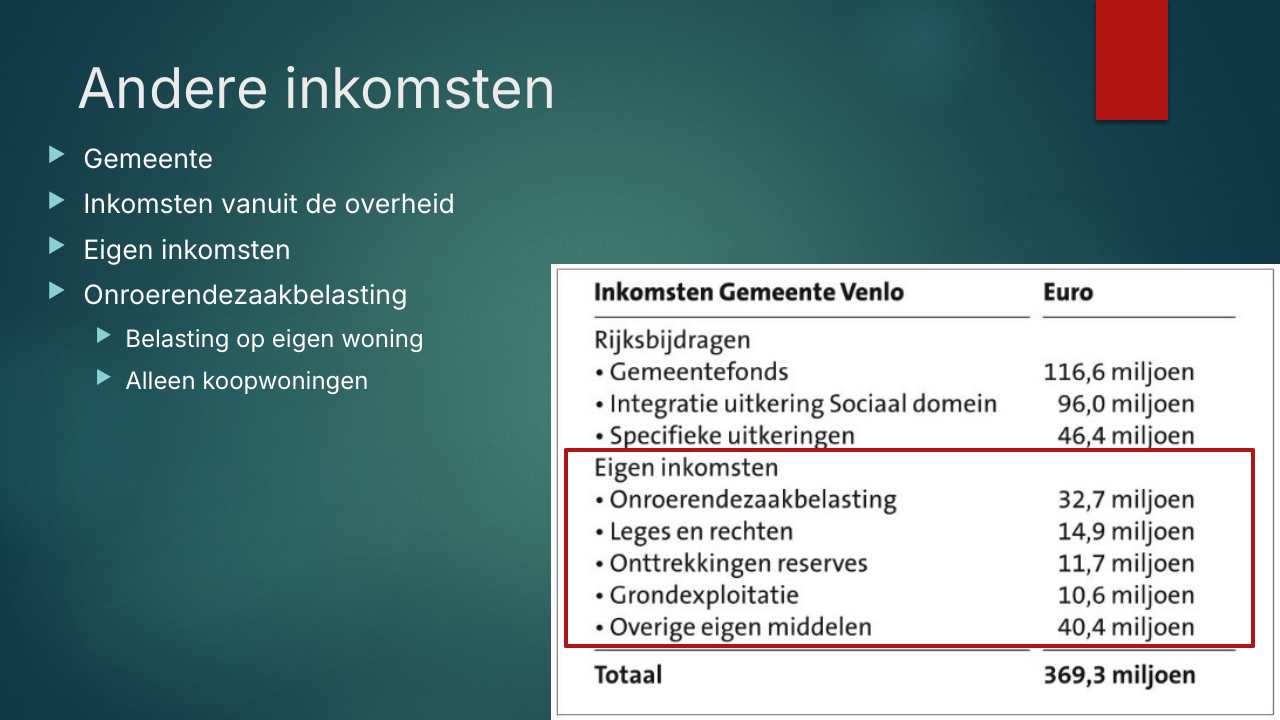 Andere inkomsten
Gemeente
Inkomsten vanuit de overheid
Eigen inkomsten
Onroerendezaakbelasting
Belasting op eigen woning
Alleen koopwoningen
Inkomsten Gemeente Venlo Euro
Rijksbijdragen
• Gemeentefonds 116,6 miljoen
• Integratie uitkering Sociaal domein 96,0 miljoen
• Specifieke uitkeringen 46,4 miljoen
Eigen inkomsten
• Onroerendezaakbelasting 32,7 miljoen
• Leges en rechten 14,9 miljoen
• Onttrekkingen reserves 11,7 miljoen
• Grondexploitatie 10,6 miljoen
• Overige eigen middelen 40,4 miljoen
Totaal 369,3 miljoen